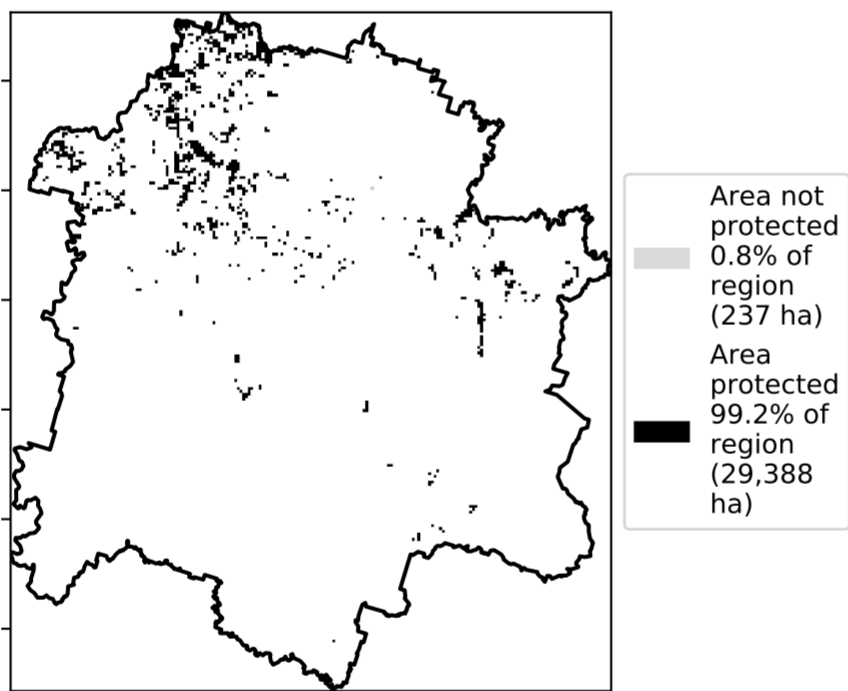 Area not
protected
0.8% of
region
(237 ha)
Area
protected
99.2% of
region
(29,388
ha)